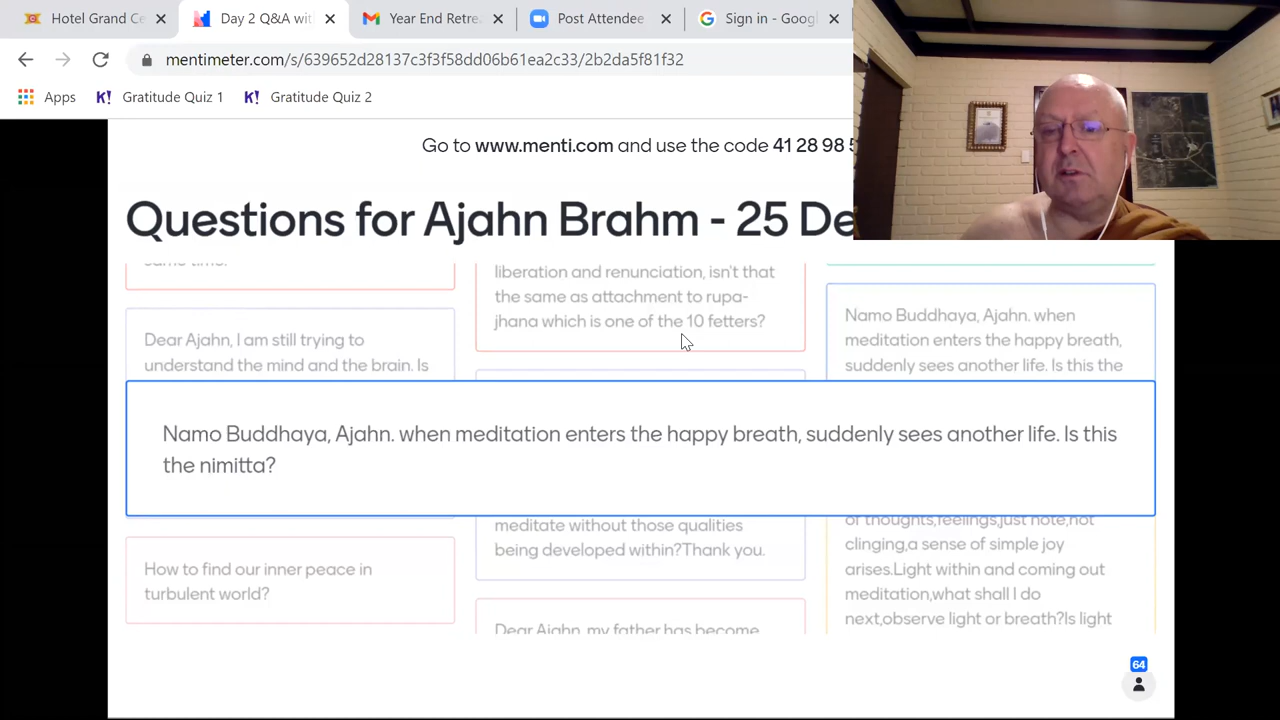 Hotel Grand Ce
Day 2 Q&A wit
Year End Retre
Post Attendee
Sign in - Goog
mentimeter.com/s/639652d28137c3f3f58dd06b61ea2c33/2b2da5f81f32
Apps
K! Gratitude Quiz 1
K! Gratitude Quiz 2
Go to www.menti.com and use the code 41 28 98 5
Questions for Ajahn Brahm - 25 De
same time.
liberation and renunciation, isn't that
the same as attachment to rupa-
jhana which is one of the 10 fetters?
Dear Ajahn, I am still trying to
understand the mind and the brain. Is
Namo Buddhaya, Ajahn. when
meditation enters the happy breath,
suddenly sees another life. Is this the
Namo Buddhaya, Ajahn. when meditation enters the happy breath, suddenly sees another life. Is this
the nimitta?
How to find our inner peace in
turbulent world?
meditate without those qualities
being developed within?Thank you.
Dear Ajahn, my father has become
of thoughts,feelings,just note,not
clinging,a sense of simple joy
arises.Light within and coming out
meditation,what shall I do
next,observe light or breath?Is light
64